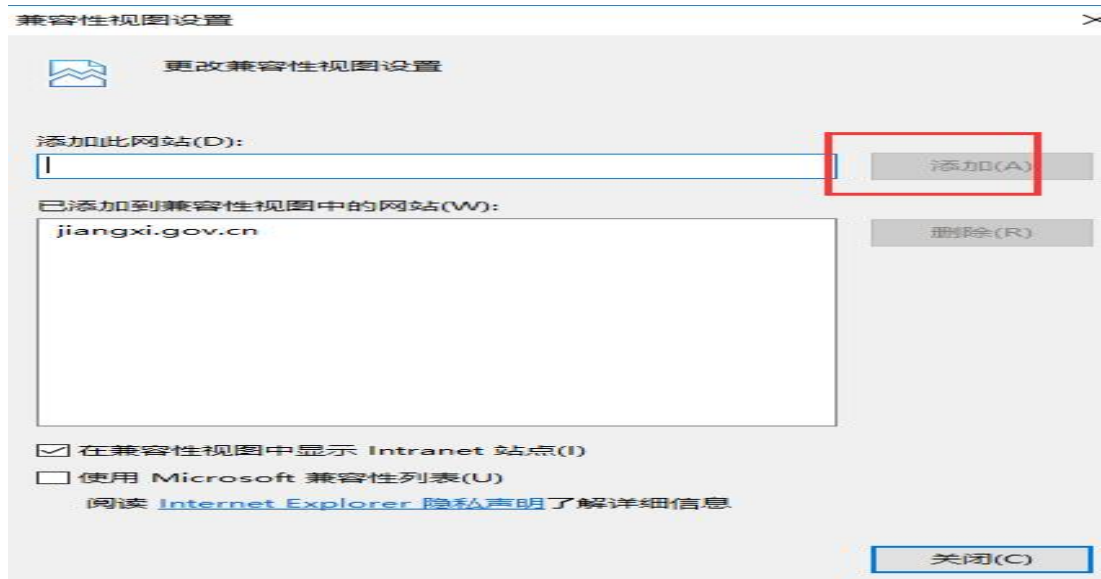 兼容性视图设置
更改兼容性视图设置
添加此网站(D):
添加(A)
已添加到兼容性视图中的网站(W):
jiangxi.gov.cn
删除(R)
在兼容性视图中显示 Intranet 站点(I)
使用 Microsoft 兼容性列表(U)
阅读 Internet Explorer 隐私声明了解详细信息
关闭(C)